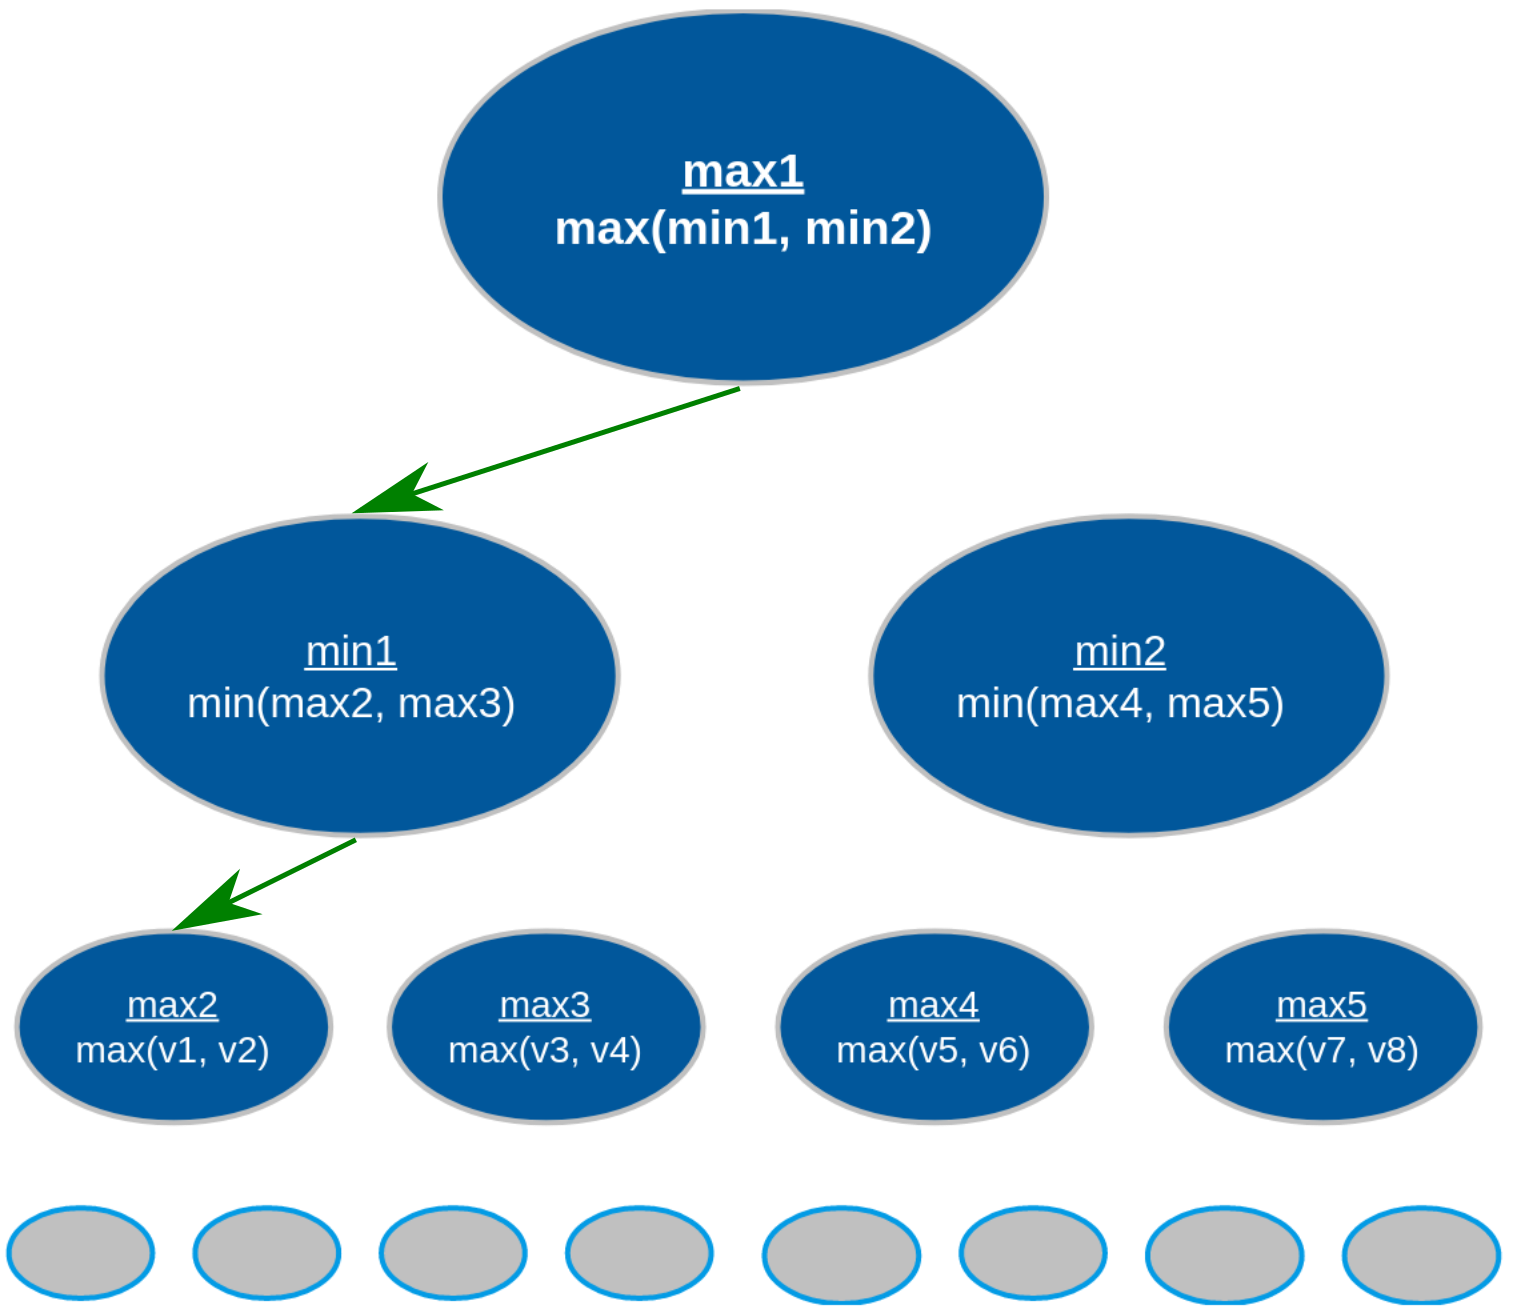 max1
max(min1, min2)
min1
min(max2, max3)
min2
min(max4, max5)
max2
max(v1, v2)
max3
max(v3, v4)
max4
max(v5, v6)
max5
max(v7, v8)